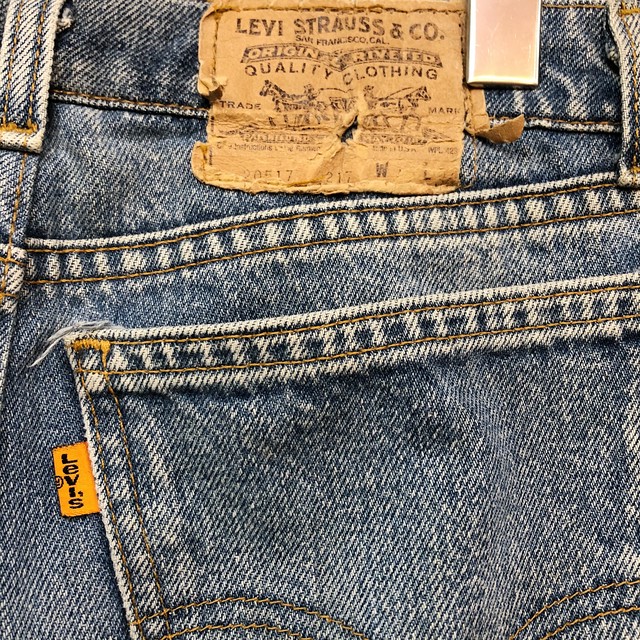 LEVI STRAUSS & CO.
SAN FRANCISCO, CAL.
ORIGINAL RIVETED
QUALITY CLOTHING
TRADE MARK
20517 217 W L
LEVI'S